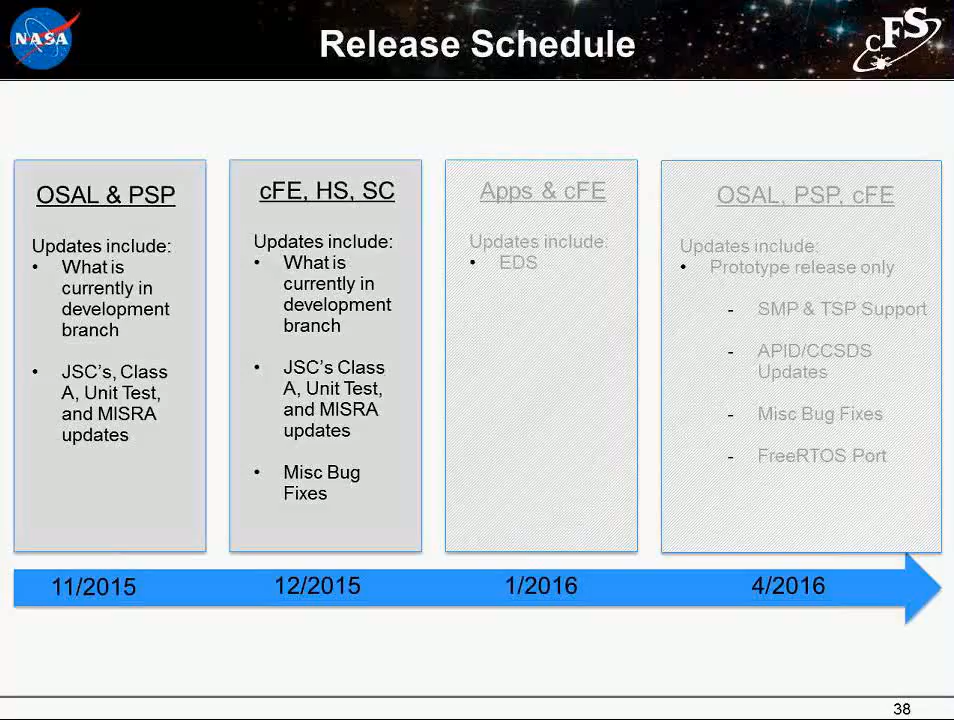 NASA
Release Schedule
cFS
OSAL & PSP
Updates include:
• What is
currently in
development
branch
• JSC's, Class
A, Unit Test,
and MISRA
updates
cFE, HS, SC
Updates include:
• What is
currently in
development
branch
• JSC's Class
A, Unit Test,
and MISRA
updates
• Misc Bug
Fixes
Apps & cFE
Updates include:
• EDS
OSAL, PSP, cFE
Updates include:
• Prototype release only
- SMP & TSP Support
- APID/CCSDS
Updates
- Misc Bug Fixes
- FreeRTOS Port
11/2015
12/2015
1/2016
4/2016
38